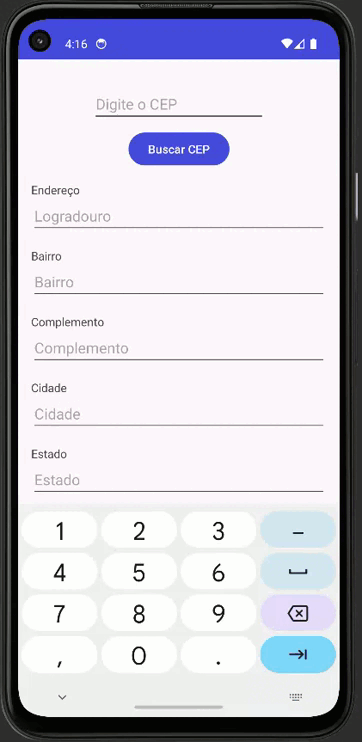 4:16
Digite o CEP
Buscar CEP
Endereço
Logradouro
Bairro
Bairro
Complemento
Complemento
Cidade
Cidade
Estado
Estado
1 2 3 –
4 5 6
7 8 9
, 0 .